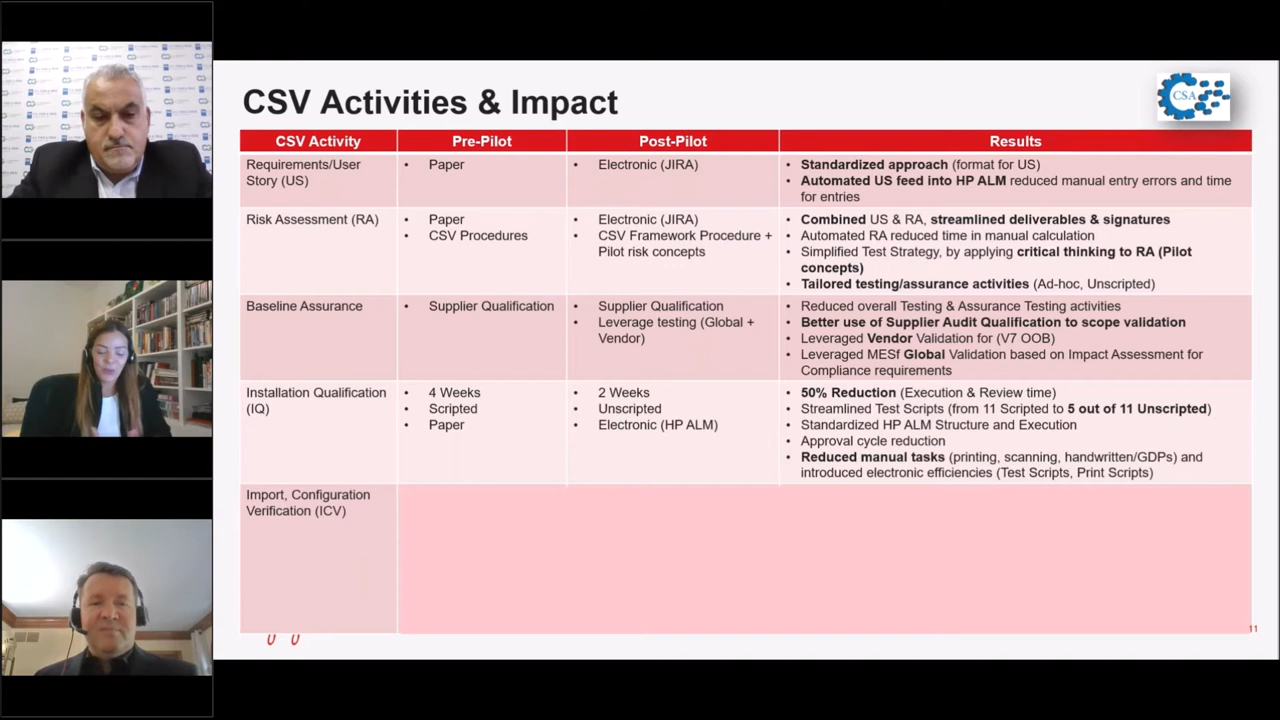 CSV Activities & Impact
CSA
CSV Activity
Pre-Pilot
Post-Pilot
Results
Requirements/User
Story (US)
• Paper
• Electronic (JIRA)
• Standardized approach (format for US)
• Automated US feed into HP ALM reduced manual entry errors and time
for entries
Risk Assessment (RA)
• Paper
• CSV Procedures
• Electronic (JIRA)
• CSV Framework Procedure +
Pilot risk concepts
• Combined US & RA, streamlined deliverables & signatures
• Automated RA reduced time in manual calculation
• Simplified Test Strategy, by applying critical thinking to RA (Pilot
concepts)
• Tailored testing/assurance activities (Ad-hoc, Unscripted)
Baseline Assurance
• Supplier Qualification
• Supplier Qualification
• Leverage testing (Global +
Vendor)
• Reduced overall Testing & Assurance Testing activities
• Better use of Supplier Audit Qualification to scope validation
• Leveraged Vendor Validation for (V7 OOB)
• Leveraged MESf Global Validation based on Impact Assessment for
Compliance requirements
Installation Qualification
(IQ)
• 4 Weeks
• Scripted
• Paper
• 2 Weeks
• Unscripted
• Electronic (HP ALM)
• 50% Reduction (Execution & Review time)
• Streamlined Test Scripts (from 11 Scripted to 5 out of 11 Unscripted)
• Standardized HP ALM Structure and Execution
• Approval cycle reduction
• Reduced manual tasks (printing, scanning, handwritten/GDPs) and
introduced electronic efficiencies (Test Scripts, Print Scripts)
Import, Configuration
Verification (ICV)
11